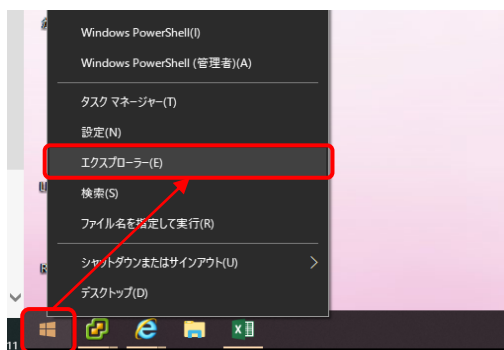 Windows PowerShell(I)
Windows PowerShell (管理者)(A)
タスク マネージャー(T)
設定(N)
エクスプローラー(E)
検索(S)
ファイル名を指定して実行(R)
シャットダウンまたはサインアウト(U)
デスクトップ(D)
11